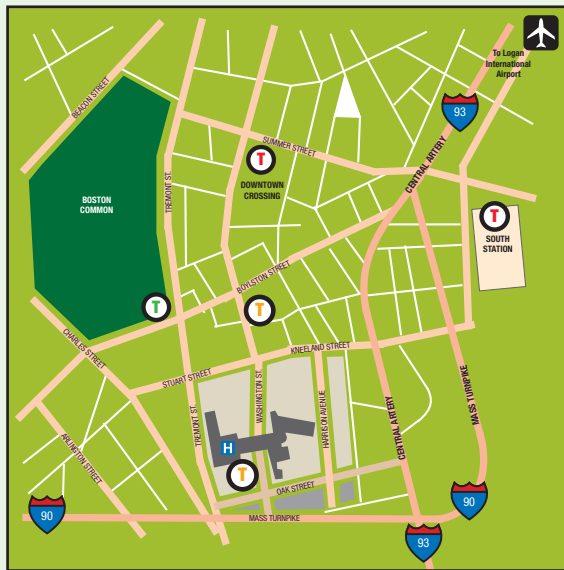 To Logan
International
Airport
93
BEACON STREET
SUMMER STREET
T
DOWNTOWN
CROSSING
CENTRAL ARTERY
TREMONT ST.
BOSTON
COMMON
T
SOUTH
STATION
BOYLSTON STREET
T
T
CHARLES STREET
KNEELAND STREET
STUART STREET
WASHINGTON ST.
HARRISON AVENUE
CENTRAL ARTERY
MASS TURNPIKE
TREMONT ST.
ARLINGTON STREET
H
T
OAK STREET
90
MASS TURNPIKE
90
93